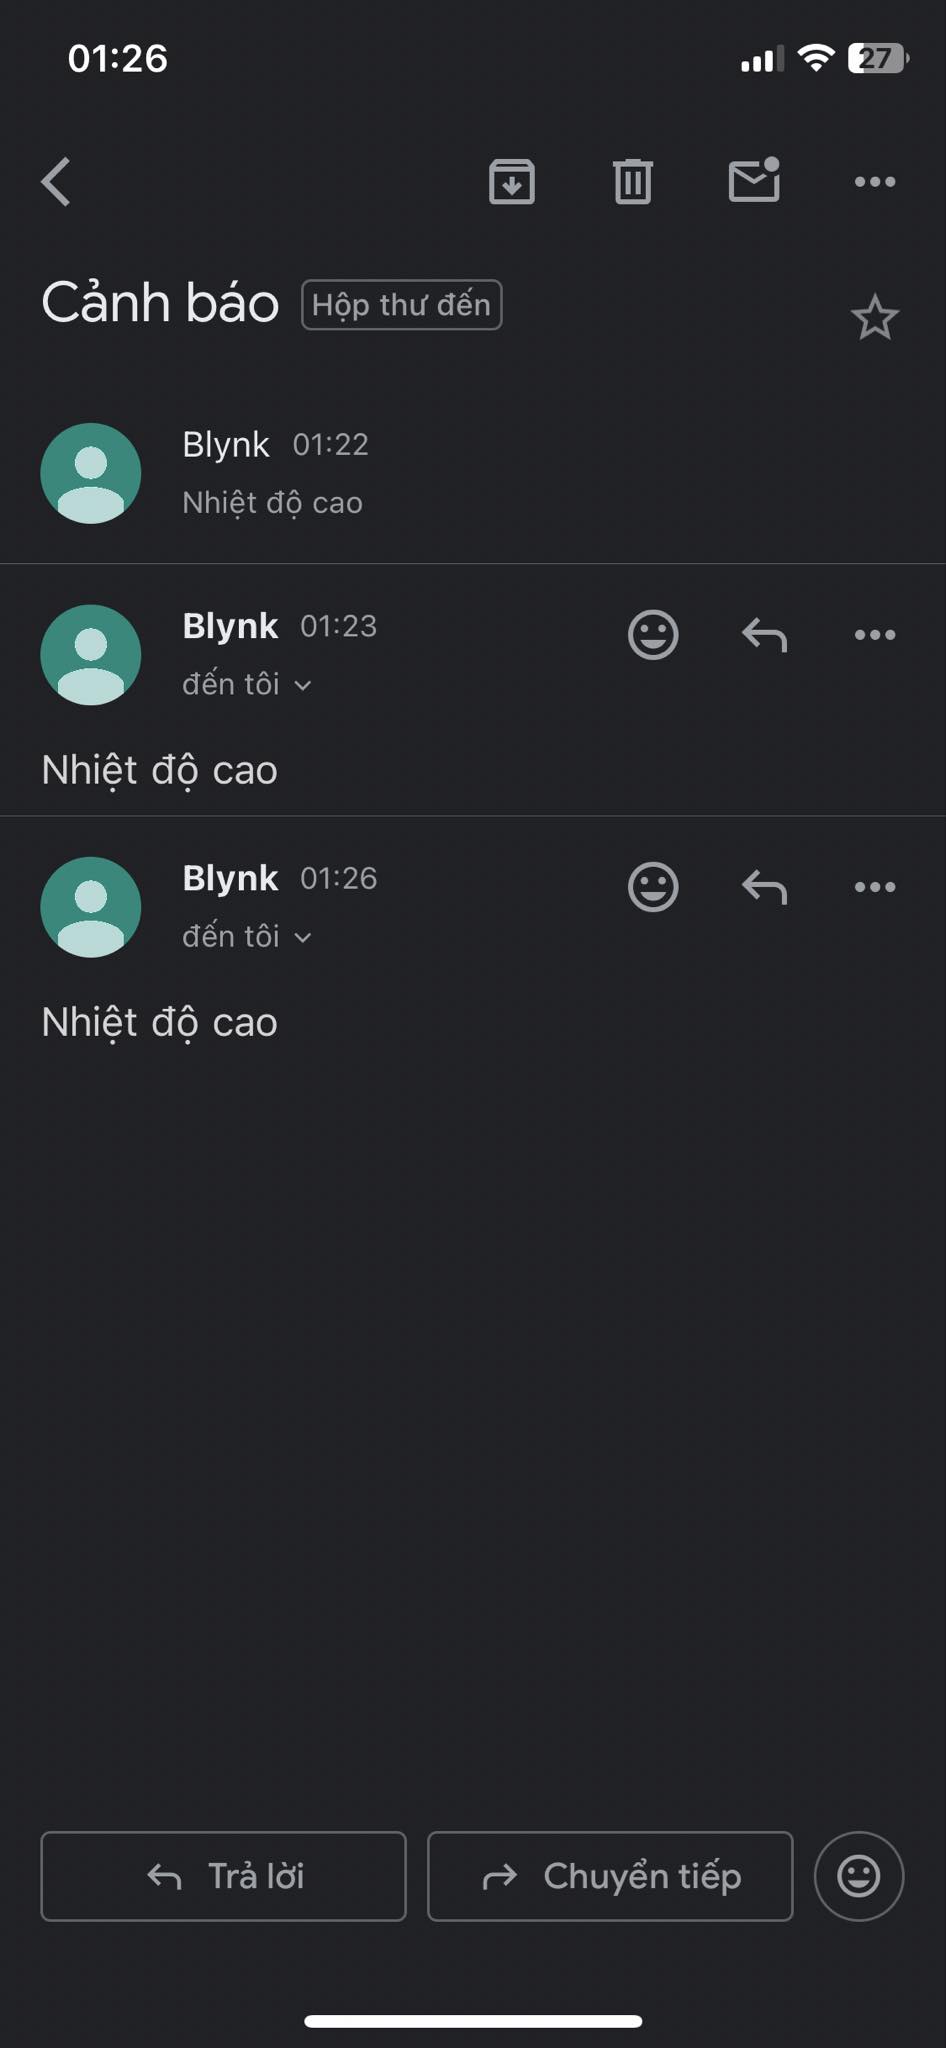 01:26
27
Cảnh báo Hộp thư đến
Blynk 01:22
Nhiệt độ cao
Blynk 01:23
đến tôi
Nhiệt độ cao
Blynk 01:26
đến tôi
Nhiệt độ cao
Trả lời Chuyển tiếp